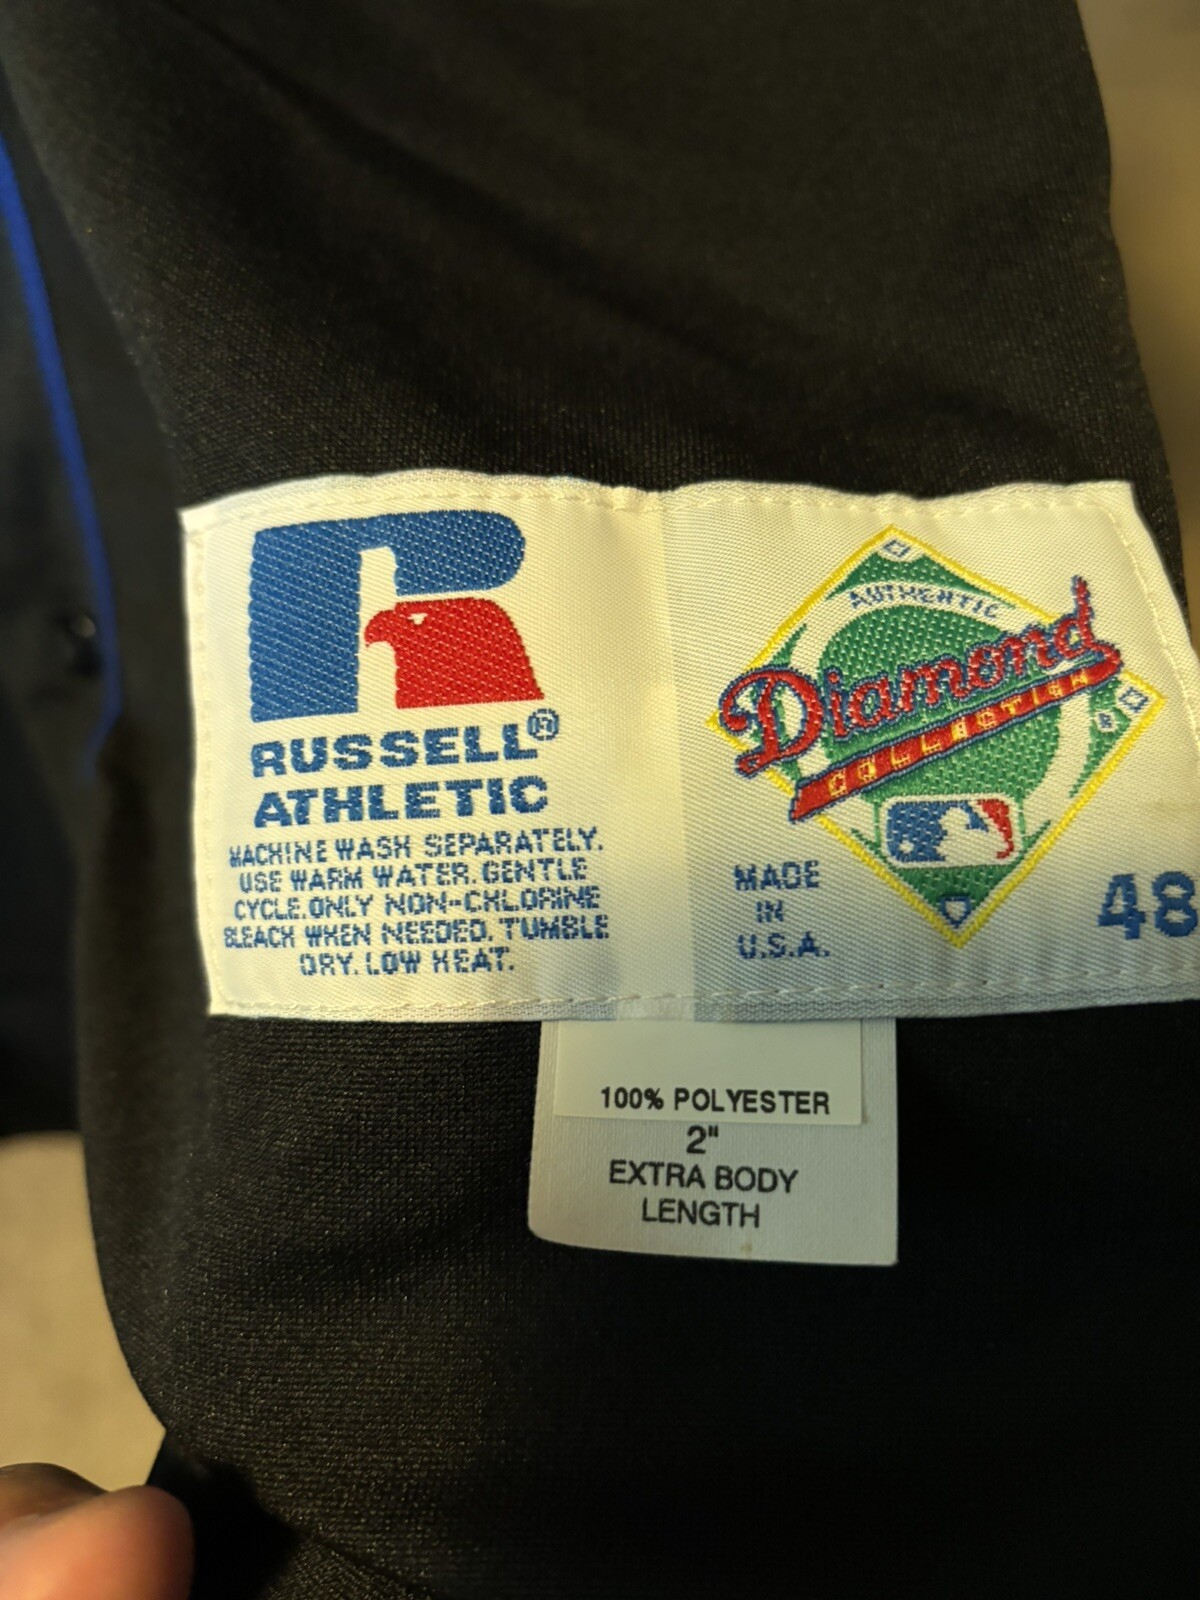 RUSSELL®
ATHLETIC
MACHINE WASH SEPARATELY.
USE WARM WATER. GENTLE
CYCLE. ONLY NON-CHLORINE
BLEACH WHEN NEEDED. TUMBLE
DRY. LOW HEAT.
AUTHENTIC
Diamond
COLLECTION
®
MADE
IN
U.S.A.
48
100% POLYESTER
2"
EXTRA BODY
LENGTH